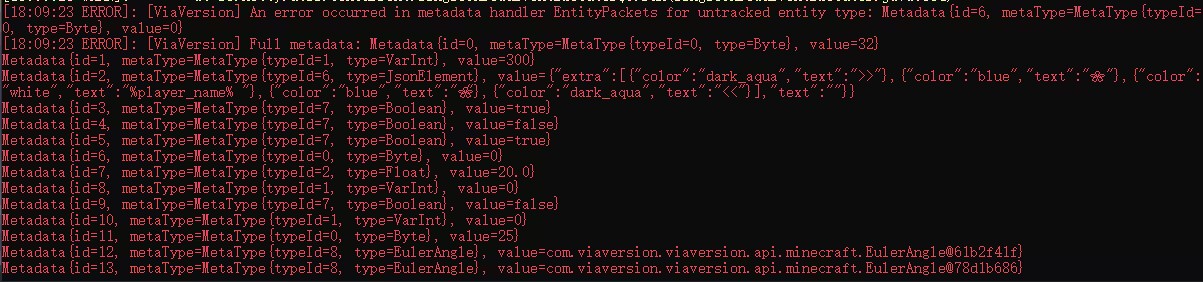 [18:09:23 ERROR]: [ViaVersion] An error occurred in metadata handler EntityPackets for untracked entity type: Metadata{id=6, metaType=MetaType{typeId=
0, type=Byte}, value=0}
[18:09:23 ERROR]: [ViaVersion] Full metadata: Metadata{id=0, metaType=MetaType{typeId=0, type=Byte}, value=32}
Metadata{id=1, metaType=MetaType{typeId=1, type=VarInt}, value=300}
Metadata{id=2, metaType=MetaType{typeId=6, type=JsonElement}, value={"extra":[{"color":"dark_aqua","text":">>"},{"color":"blue","text":"❀"},{"color":
"white","text":"%player_name% "},{"color":"blue","text":"❀"},{"color":"dark_aqua","text":"<<"}],"text":""}}
Metadata{id=3, metaType=MetaType{typeId=7, type=Boolean}, value=true}
Metadata{id=4, metaType=MetaType{typeId=7, type=Boolean}, value=false}
Metadata{id=5, metaType=MetaType{typeId=7, type=Boolean}, value=true}
Metadata{id=6, metaType=MetaType{typeId=0, type=Byte}, value=0}
Metadata{id=7, metaType=MetaType{typeId=2, type=Float}, value=20.0}
Metadata{id=8, metaType=MetaType{typeId=1, type=VarInt}, value=0}
Metadata{id=9, metaType=MetaType{typeId=7, type=Boolean}, value=false}
Metadata{id=10, metaType=MetaType{typeId=1, type=VarInt}, value=0}
Metadata{id=11, metaType=MetaType{typeId=0, type=Byte}, value=25}
Metadata{id=12, metaType=MetaType{typeId=8, type=EulerAngle}, value=com.viaversion.viaversion.api.minecraft.EulerAngle@61b2f41f}
Metadata{id=13, metaType=MetaType{typeId=8, type=EulerAngle}, value=com.viaversion.viaversion.api.minecraft.EulerAngle@78d1b686}